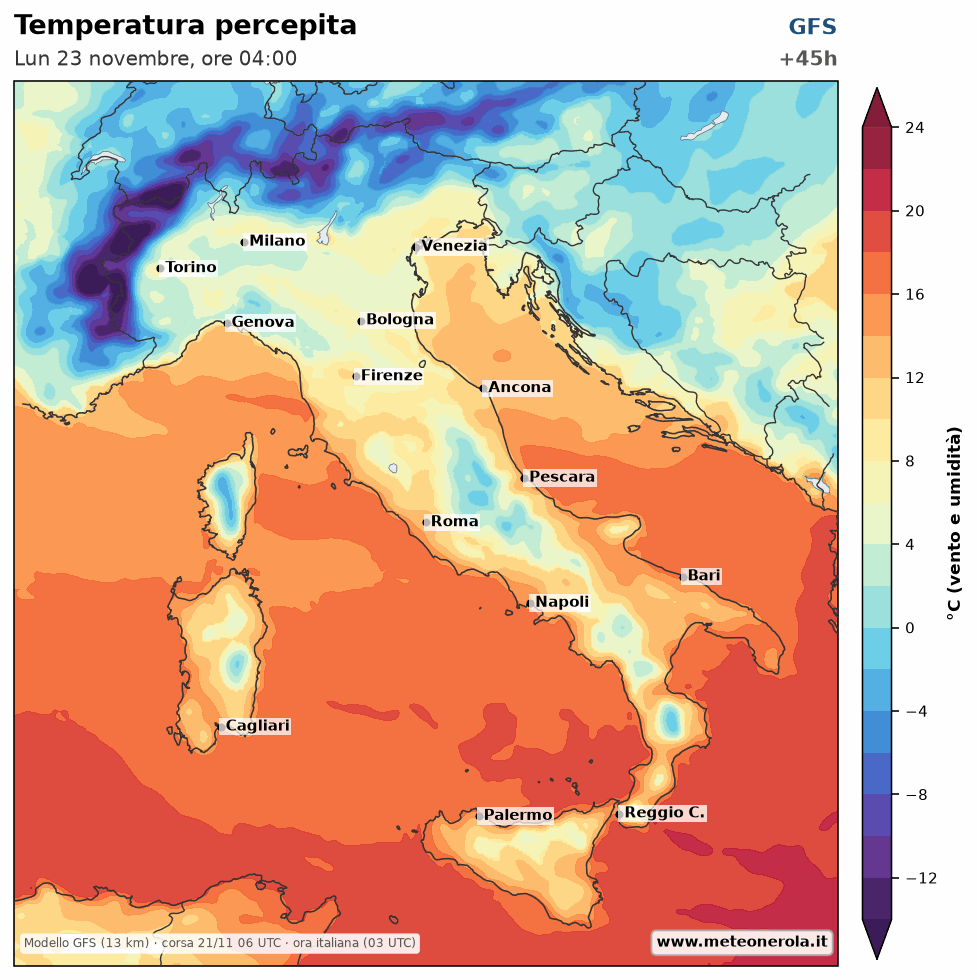 Temperatura percepita
GFS
Lun 23 novembre, ore 04:00
+45h
Milano
Venezia
Torino
Genova
Bologna
Firenze
Ancona
Pescara
Roma
Bari
Napoli
Cagliari
Palermo
Reggio C.
24
20
16
12
8
4
0
−4
−8
−12
°C (vento e umidità)
Modello GFS (13 km) · corsa 21/11 06 UTC · ora italiana (03 UTC)
www.meteonerola.it